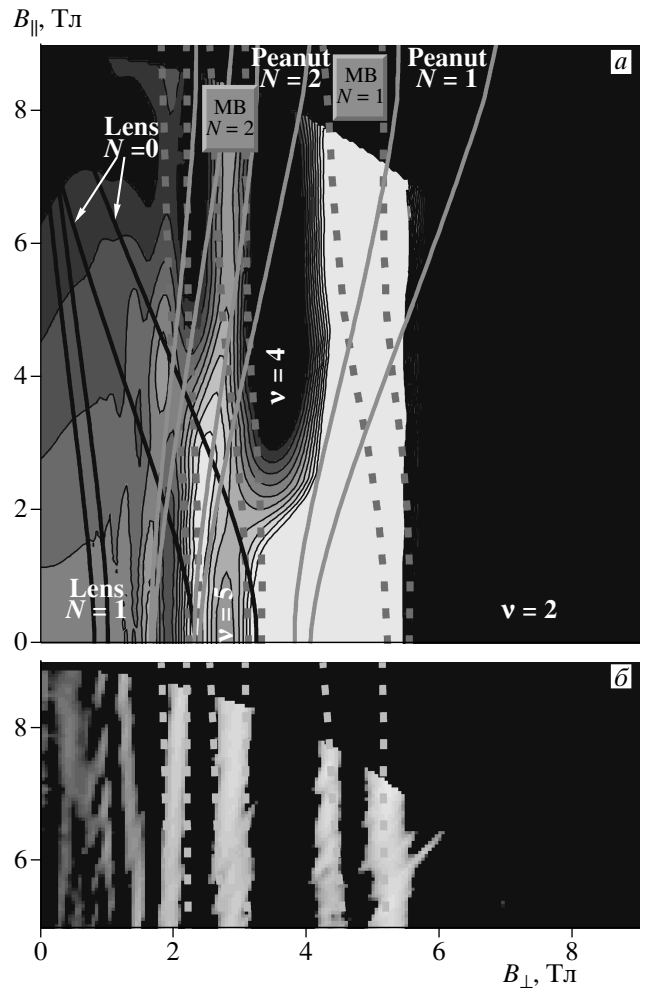 B∥, Тл
Peanut
N = 2
Peanut
N = 1
а
MB
N = 1
MB
N = 2
8
Lens
N =0
6
ν = 4
4
2
Lens
N = 1
ν = 5
ν = 2
0
б
8
6
0
2
4
6
8
B⊥, Тл